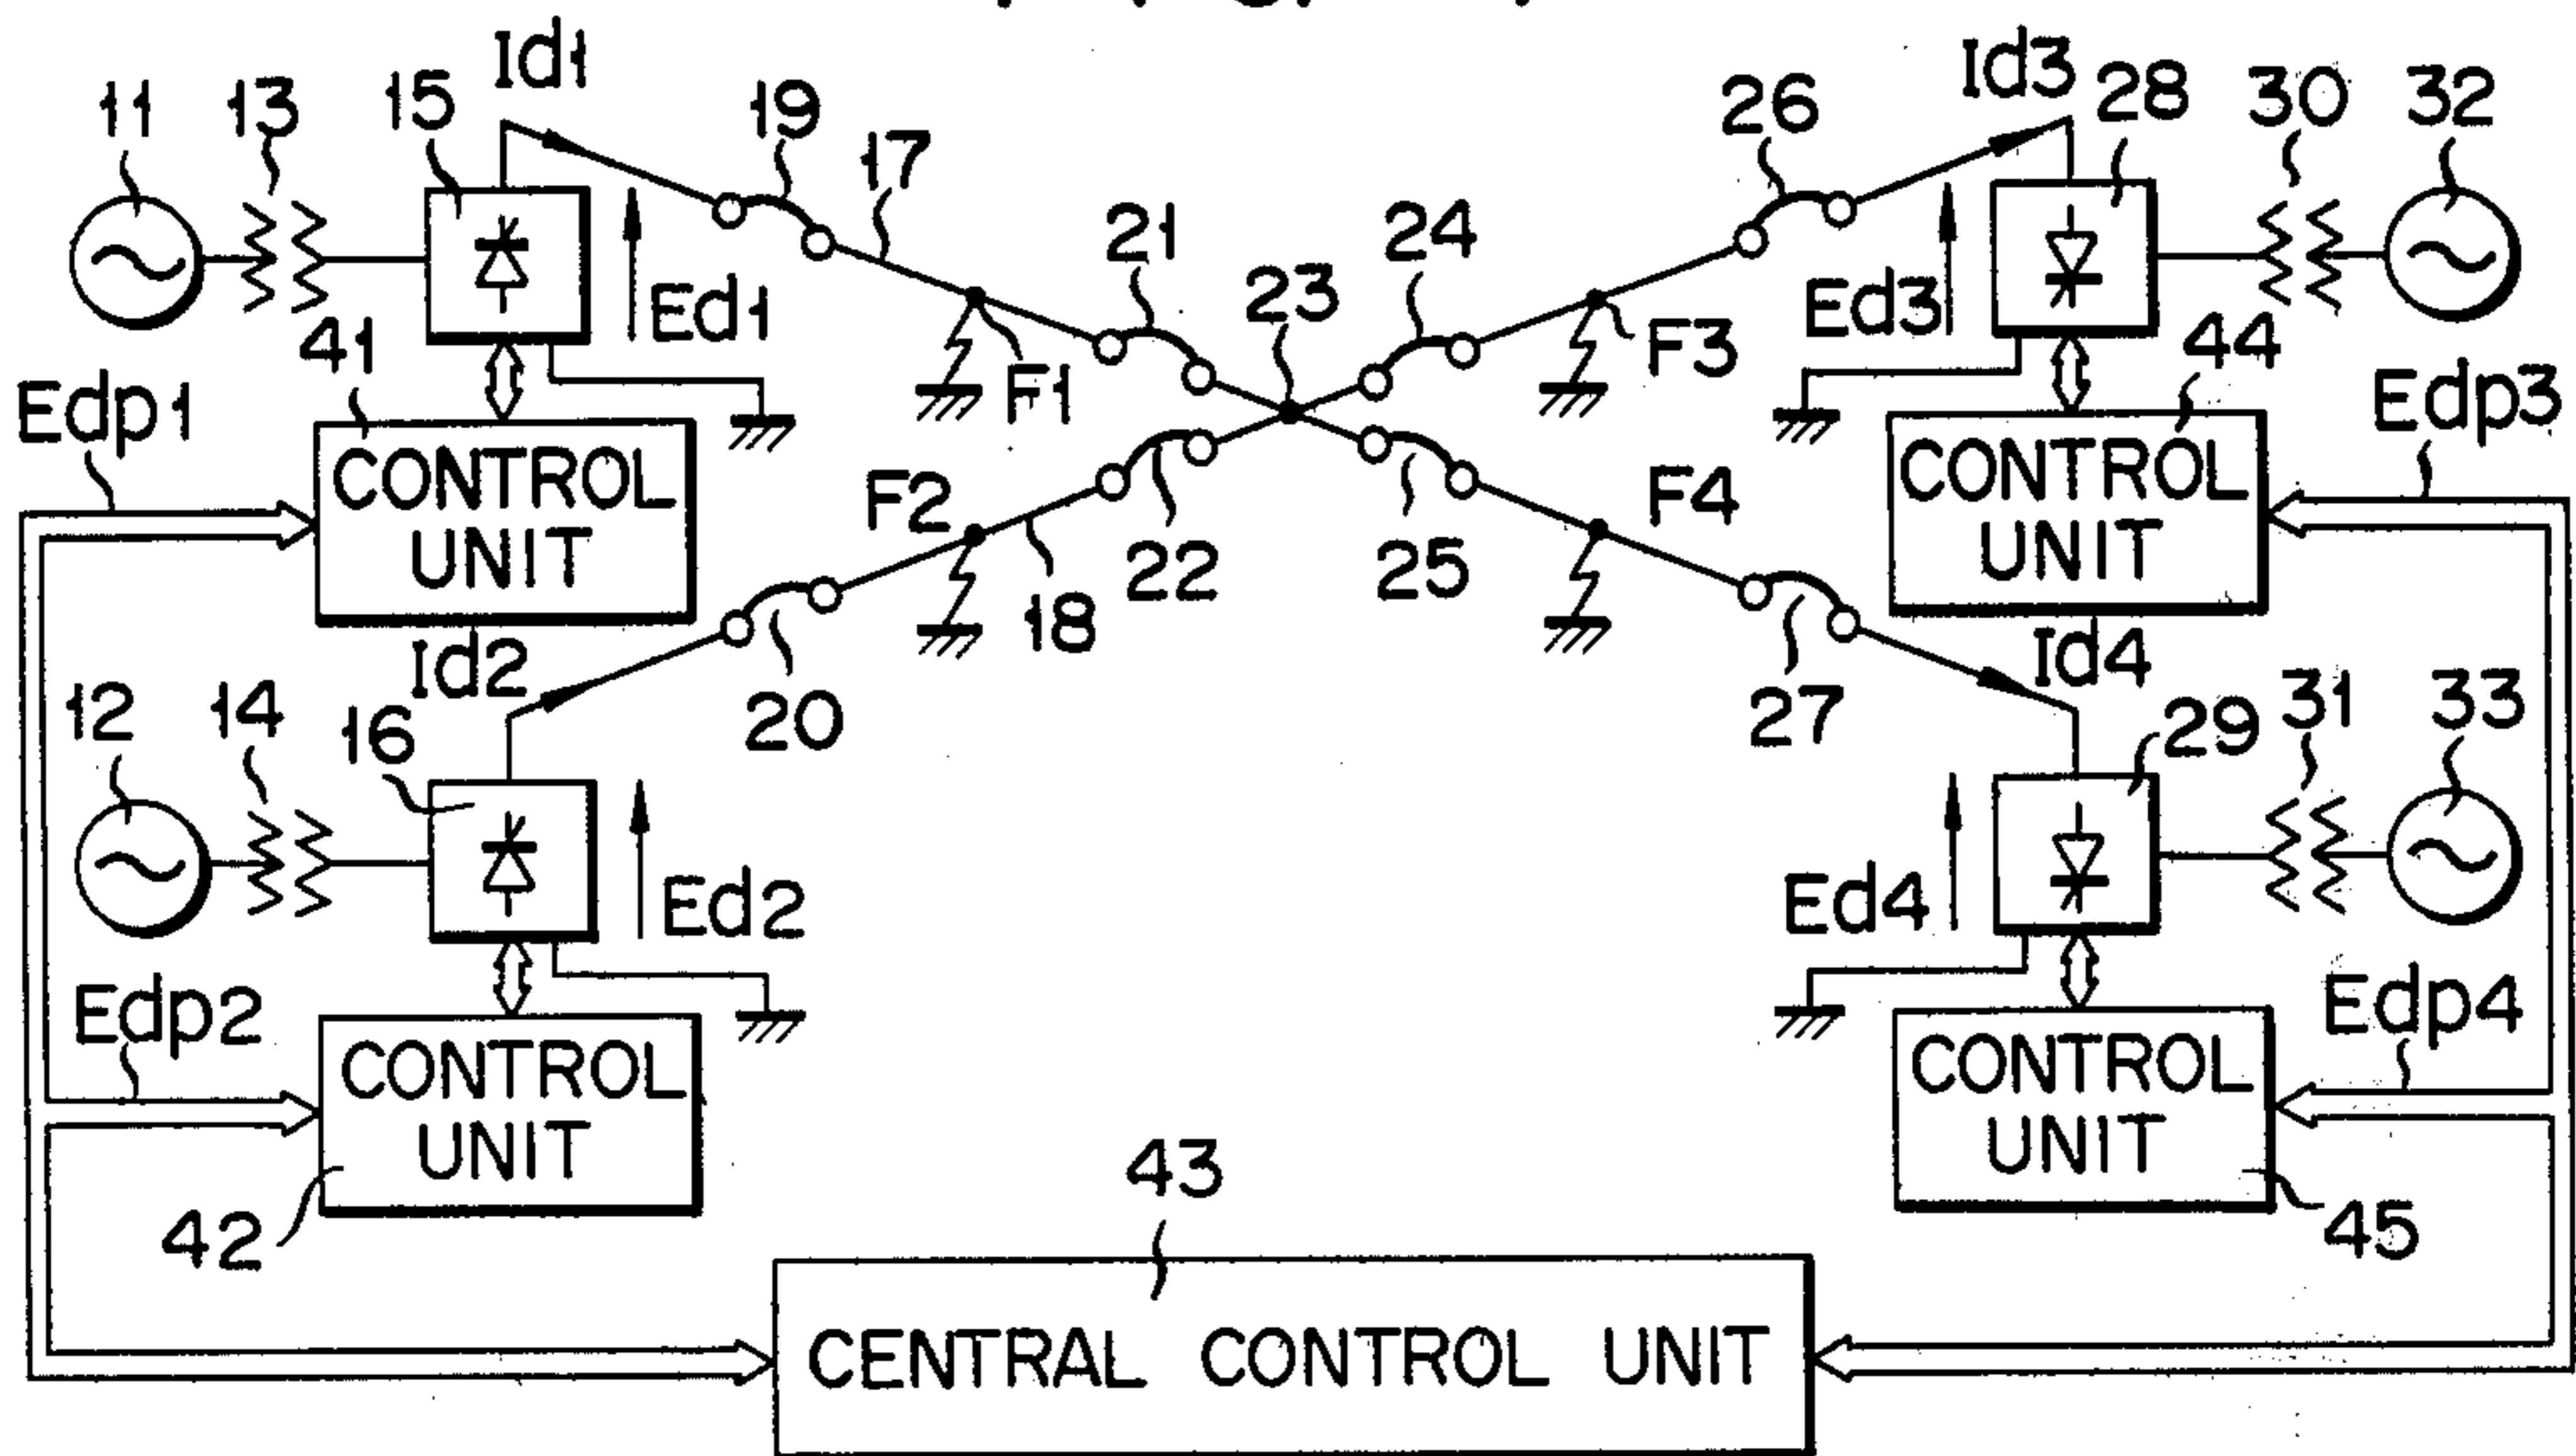 Id1
Id3
11
13
15
19
17
26
28
30
32
21
24
23
Ed1
Ed3
F1
F3
41
44
Edp1
Edp3
CONTROL
UNIT
CONTROL
UNIT
F2
F4
22
25
18
Id2
Id4
20
27
12
14
16
29
31
33
Ed2
Ed4
Edp2
Edp4
CONTROL
UNIT
CONTROL
UNIT
42
45
43
CENTRAL CONTROL UNIT